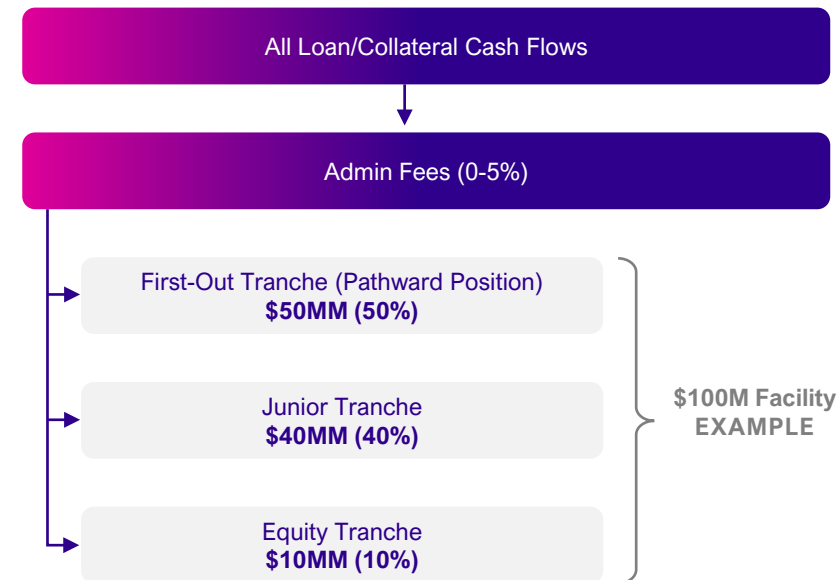 All Loan/Collateral Cash Flows
Admin Fees (0-5%)
First-Out Tranche (Pathward Position)
$50MM (50%)
Junior Tranche
$40MM (40%)
$100M Facility
EXAMPLE
Equity Tranche
$10MM (10%)